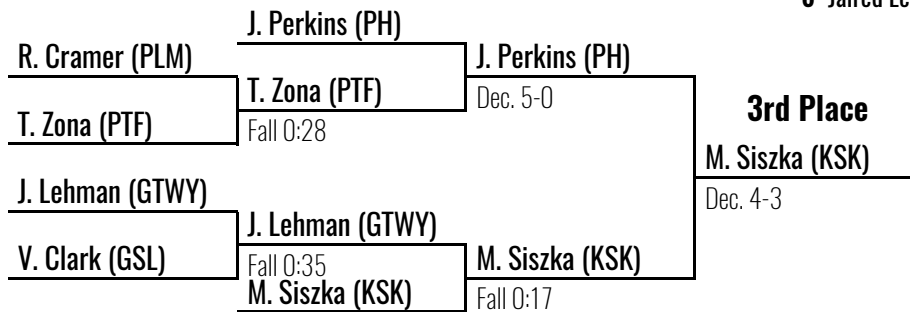 J. Perkins (PH)
R. Cramer (PLM)
J. Perkins (PH)
T. Zona (PTF)
Dec. 5-0
3rd Place
T. Zona (PTF)
Fall 0:28
M. Siszka (KSK)
J. Lehman (GTWY)
Dec. 4-3
J. Lehman (GTWY)
V. Clark (GSL)
Fall 0:35
M. Siszka (KSK)
M. Siszka (KSK)
Fall 0:17